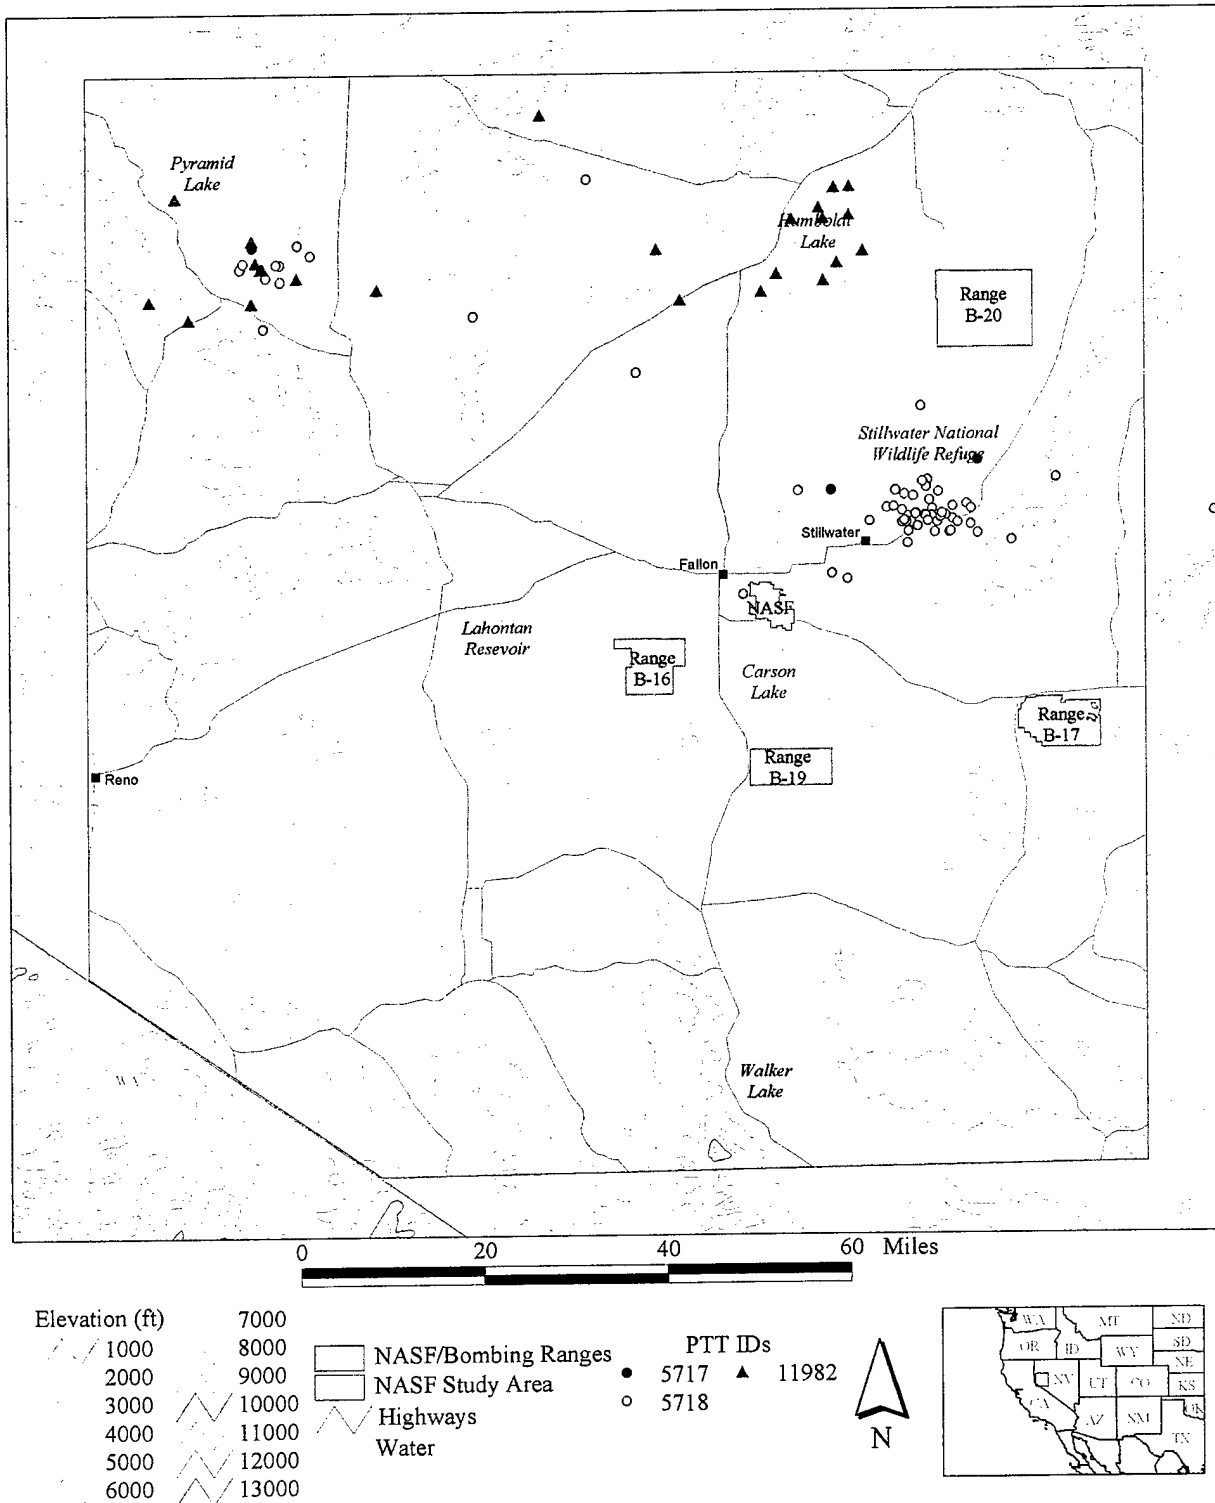 Pyramid
Lake
Humboldt
Lake
Range
B-20
Stillwater National
Wildlife Refuge
Stillwater
Fallon
NASF
Lahontan
Resevoir
Range
B-16
Carson
Lake
Range
B-17
Range
B-19
Reno
Walker
Lake
0 20 40 60 Miles
Elevation (ft)
1000
2000
3000
4000
5000
6000
7000
8000
9000
10000
11000
12000
13000
NASF/Bombing Ranges
NASF Study Area
Highways
Water
PTT IDs
5717 11982
5718
N
WA MT ND
OR ID WY SD
NE
NV UT CO KS
CA AZ NM OK
TX